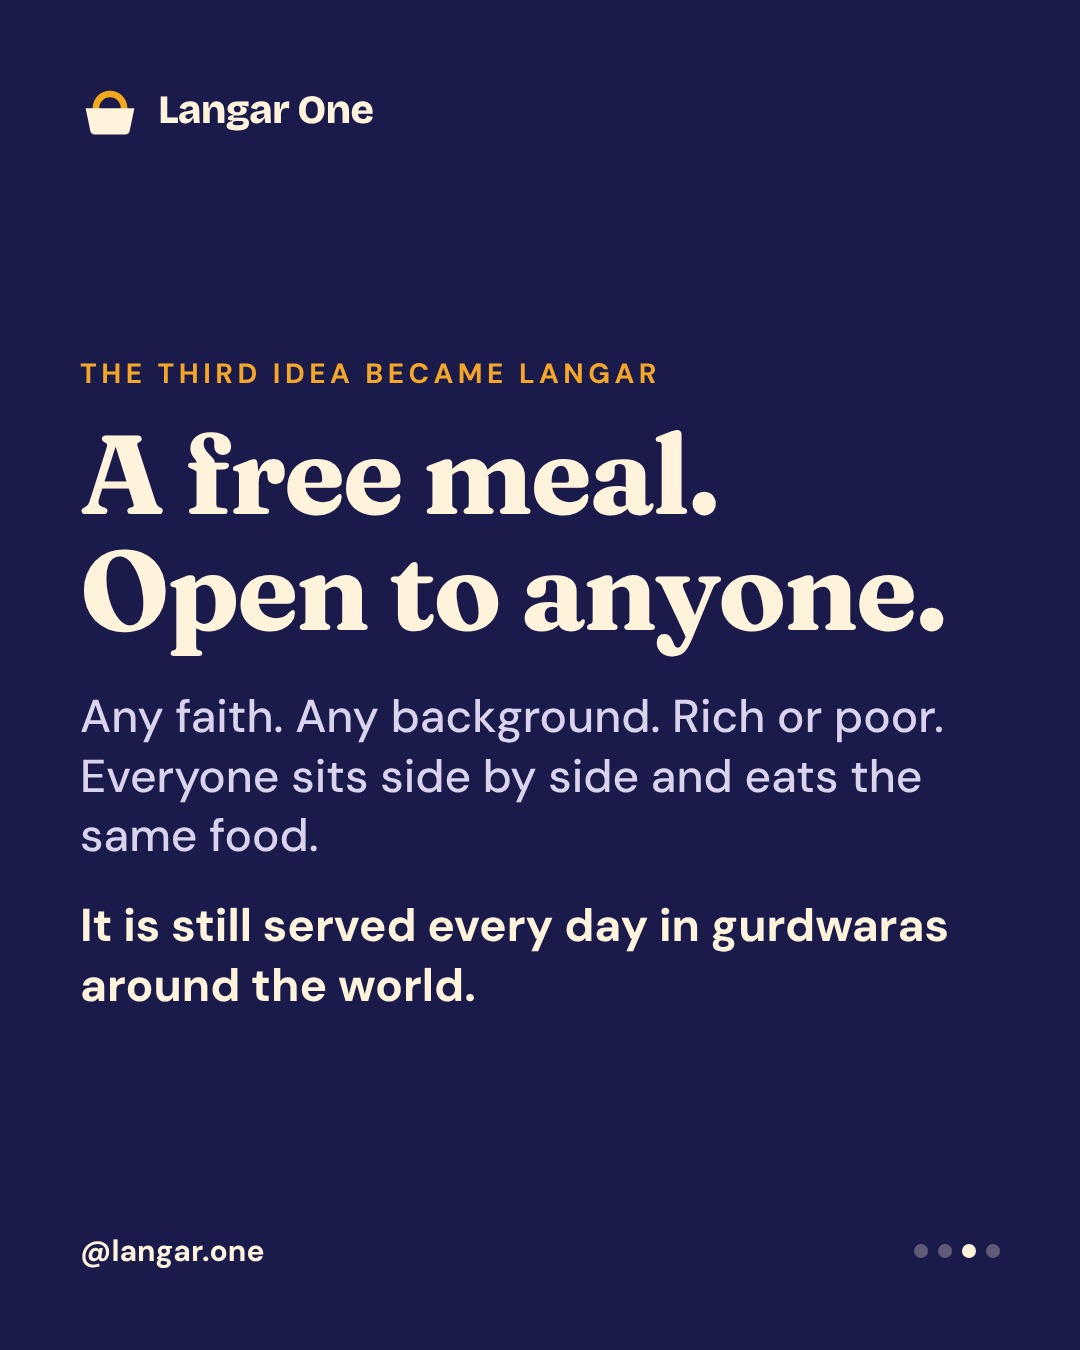 Langar One
THE THIRD IDEA BECAME LANGAR
A free meal.
Open to anyone.
Any faith. Any background. Rich or poor.
Everyone sits side by side and eats the
same food.
It is still served every day in gurdwaras
around the world.
@langar.one